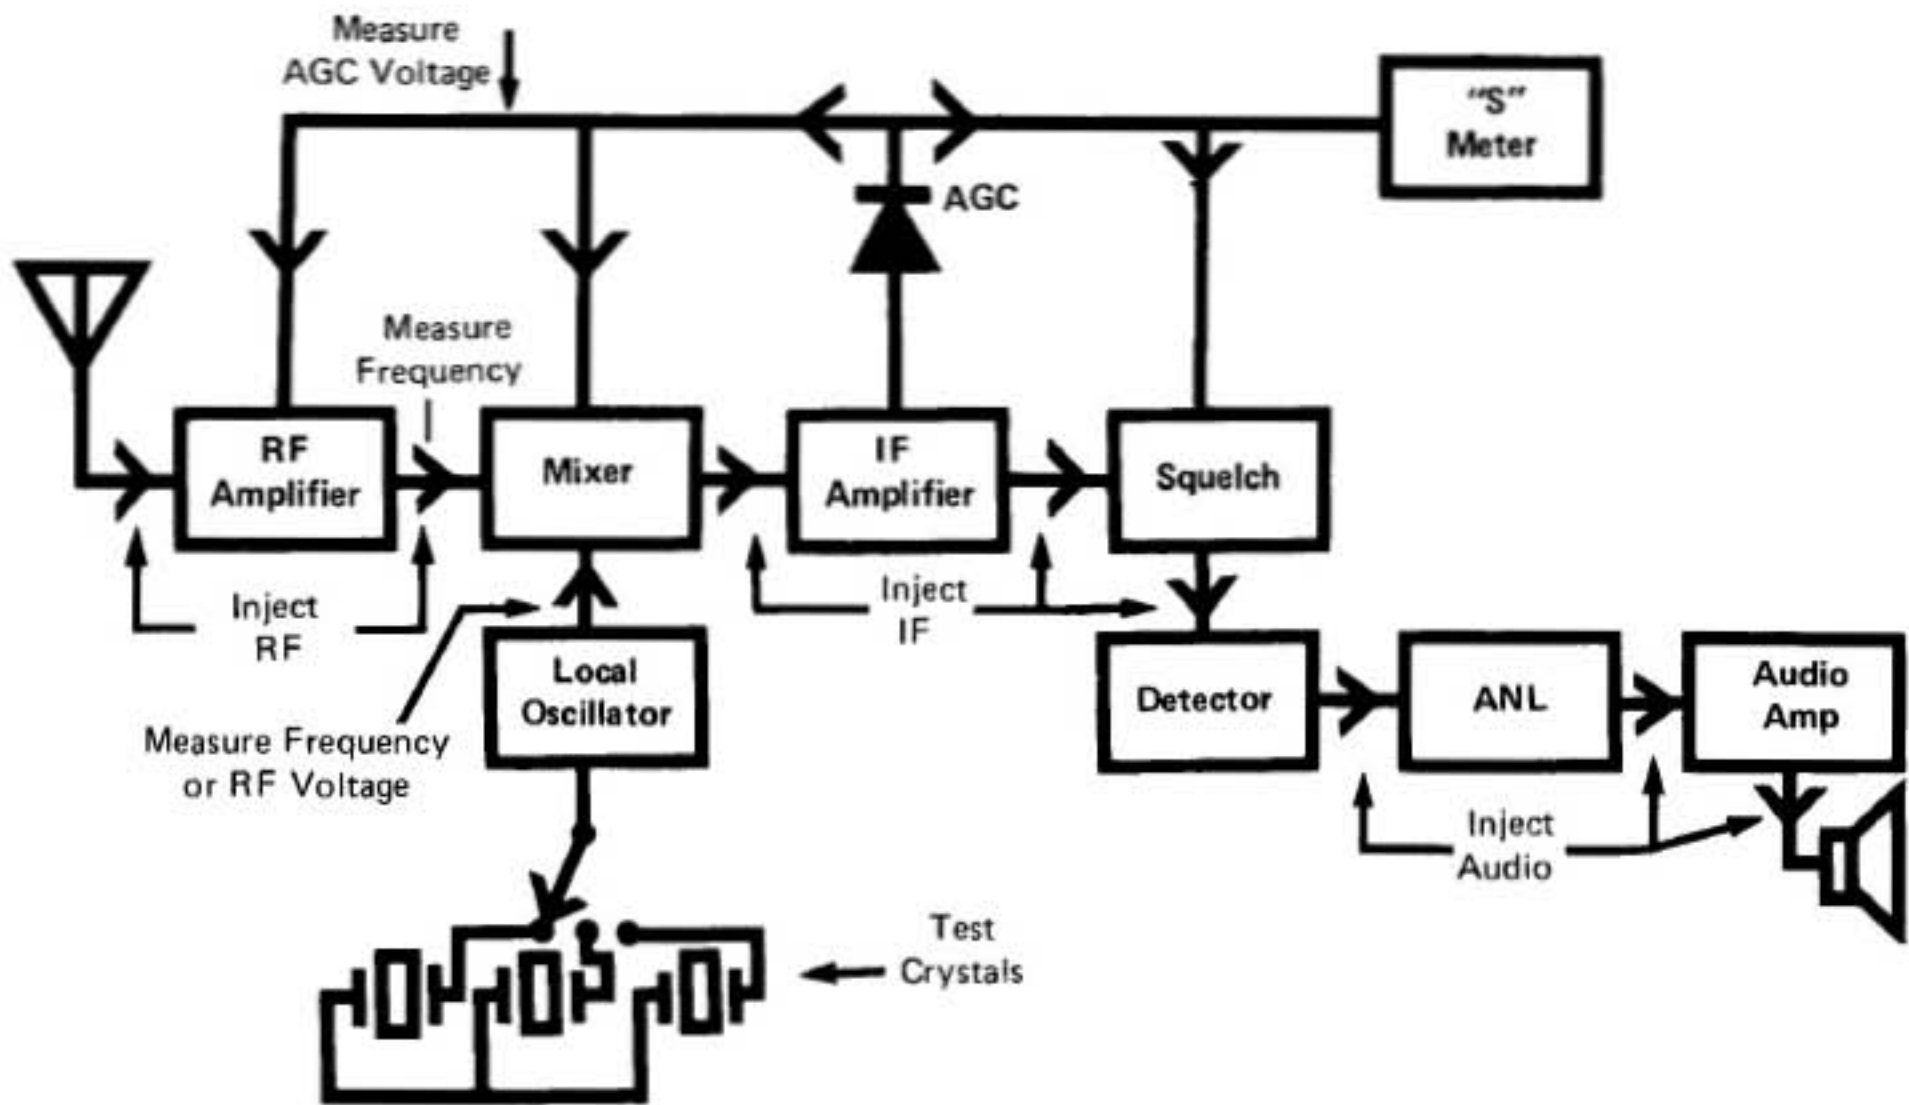 Measure
AGC Voltage
"S"
Meter
AGC
Measure
Frequency
RF
Amplifier
Mixer
IF
Amplifier
Squelch
Inject
RF
Inject
IF
Local
Oscillator
Detector
ANL
Audio
Amp
Measure Frequency
or RF Voltage
Inject
Audio
Test
Crystals